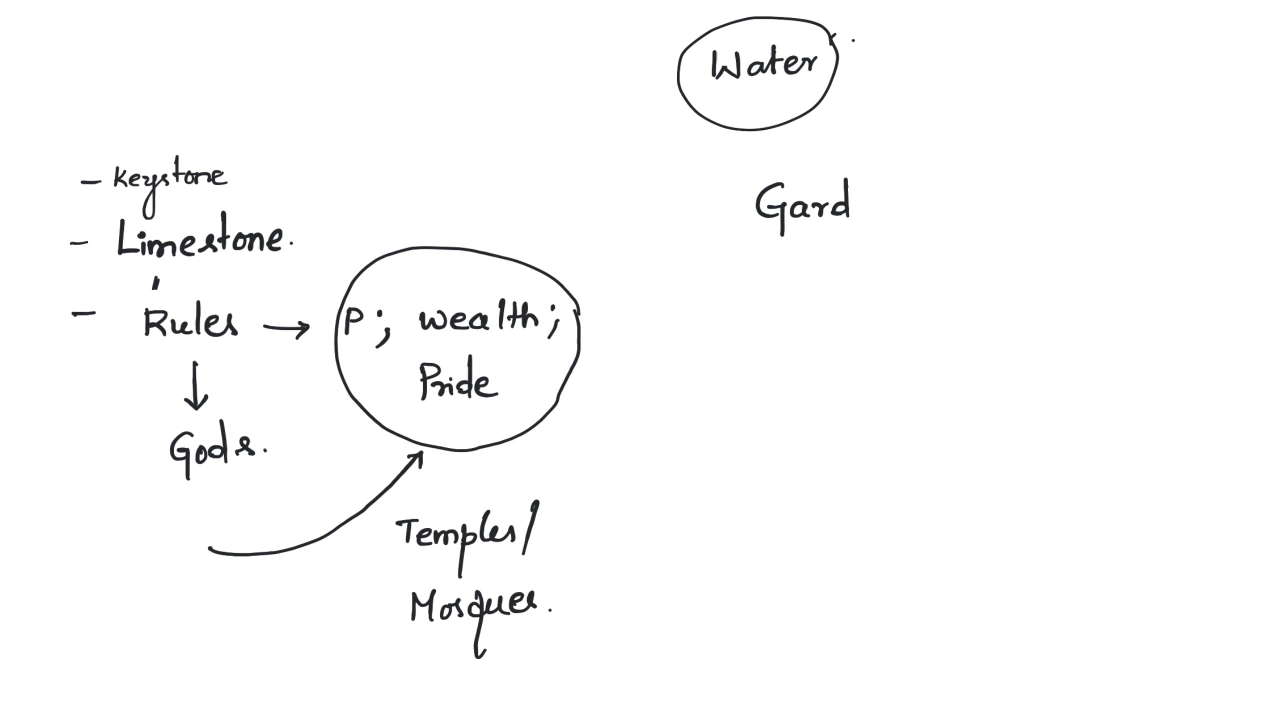 Water
- Keystone
Gard
- Limestone.
- Rules → P; wealth;
Pride
↓
Gods.
Temples/
Mosques.